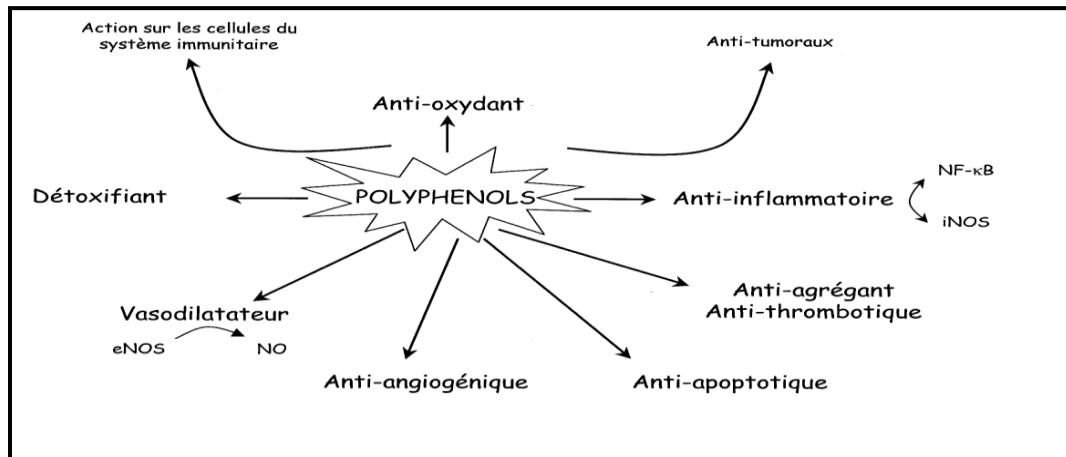 Action sur les cellules du
système immunitaire
Anti-tumoraux
Anti-oxydant
NF-κB
Détoxifiant
POLYPHENOLS
Anti-inflammatoire
iNOS
Anti-agrégant
Anti-thrombotique
Vasodilatateur
eNOS
NO
Anti-angiogénique
Anti-apoptotique